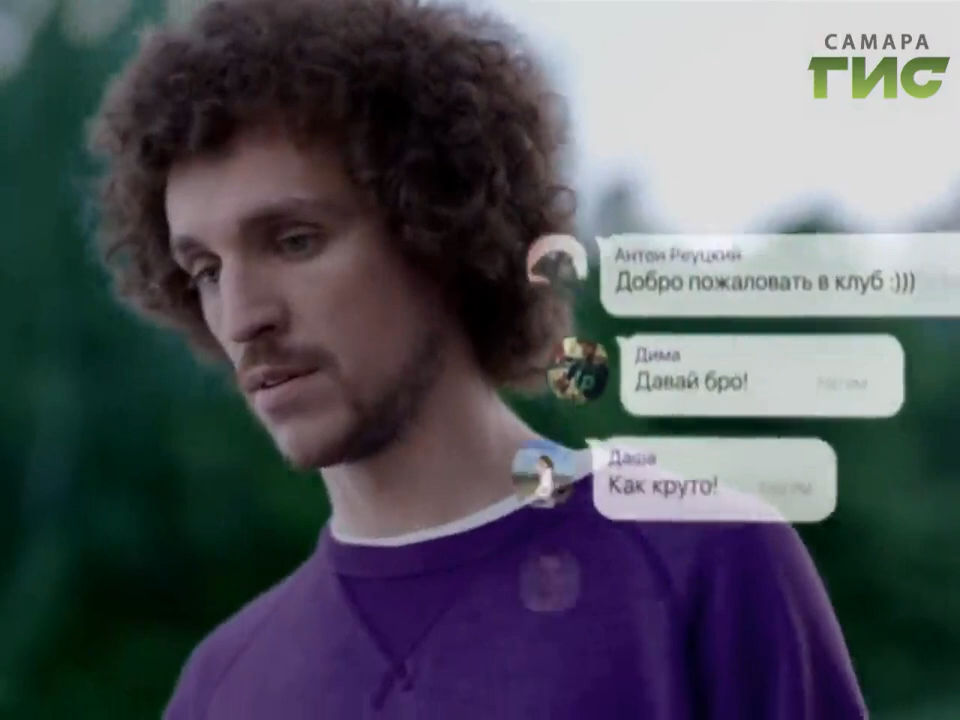 САМАРА
ГИС
Антон Реуцкий
Добро пожаловать в клуб :)))
Дима
Давай бро!
Даша
Как круто!